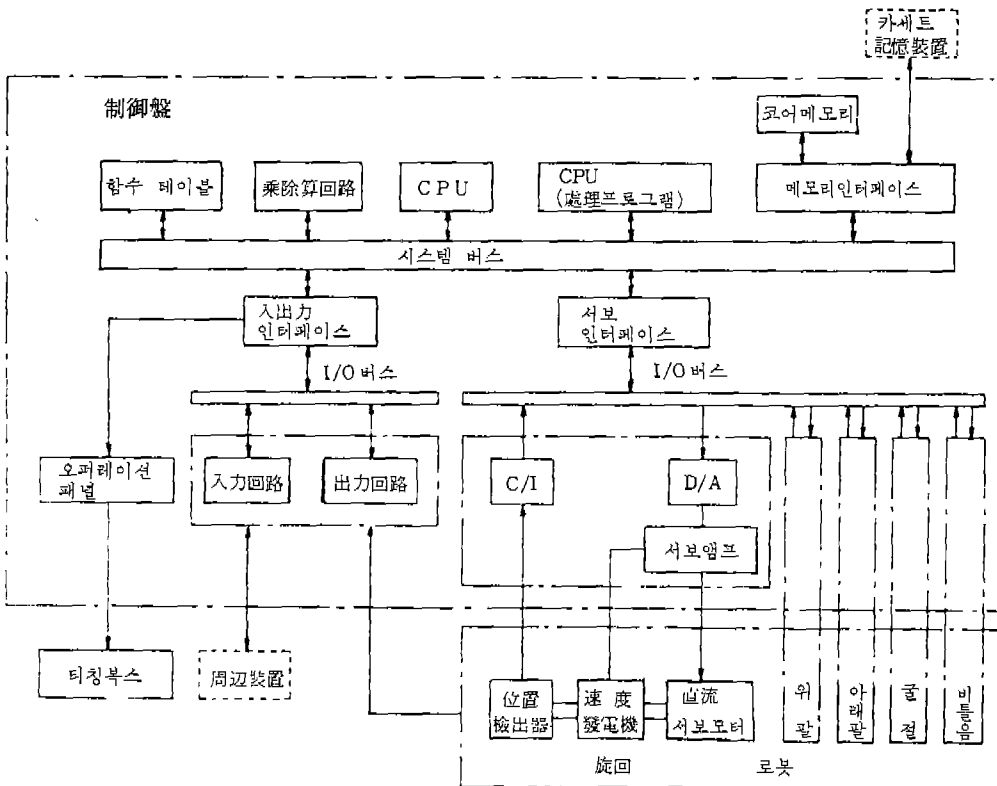 카세트
記憶裝置
制御盤
코어메모리
함수 테이블
乘除算回路
CPU
CPU
(處理프로그램)
메모리인터페이스
시스템 버스
入出力
인터페이스
서보
인터페이스
I/O버스
I/O버스
오퍼레이션
패널
入力回路
出力回路
C/I
D/A
서보앰프
티칭복스
周辺裝置
位置
檢出器
速度
發電機
直流
서보모터
위팔
아래팔
굴절
비틀음
旋回
로봇